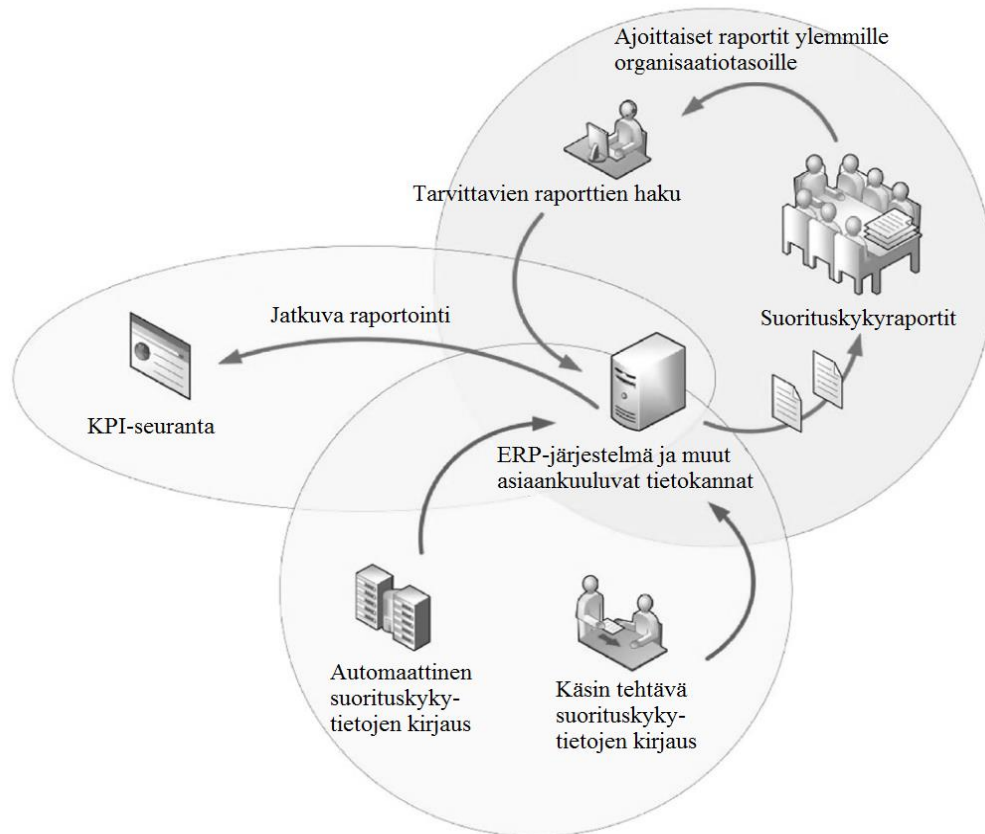 Ajoittaiset raportit ylemmille
organisaatiotasoille
Tarvittavien raporttien haku
Jatkuva raportointi
Suorituskykyraportit
KPI-seuranta
ERP-järjestelmä ja muut
asiaankuuluvat tietokannat
Automaattinen
suorituskyky-
tietojen kirjaus
Käsin tehtävä
suorituskyky-
tietojen kirjaus